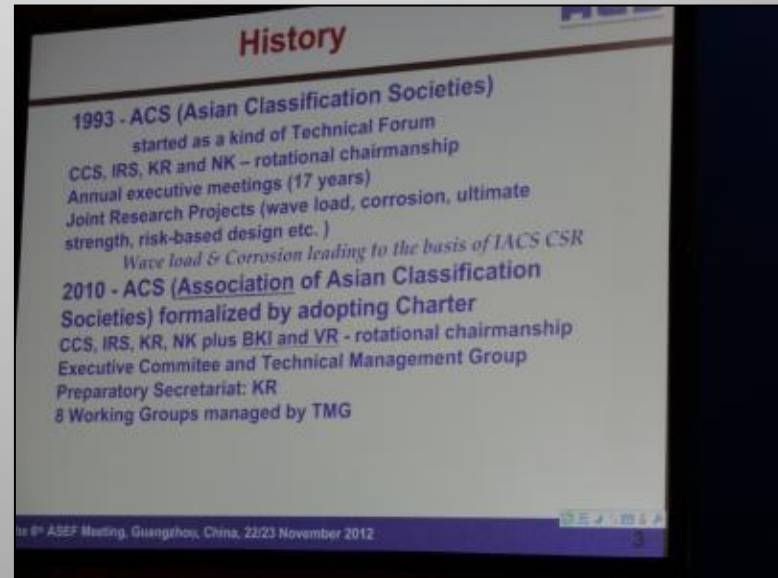 History
1993 - ACS (Asian Classification Societies)
started as a kind of Technical Forum
CCS, IRS, KR and NK – rotational chairmanship
Annual executive meetings (17 years)
Joint Research Projects (wave load, corrosion, ultimate
strength, risk-based design etc. )
Wave load & Corrosion leading to the basis of IACS CSR
2010 - ACS (Association of Asian Classification
Societies) formalized by adopting Charter
CCS, IRS, KR, NK plus BKI and VR - rotational chairmanship
Executive Commitee and Technical Management Group
Preparatory Secretariat: KR
8 Working Groups managed by TMG
6th ASEF Meeting, Guangzhou, China, 22/23 November 2012
3